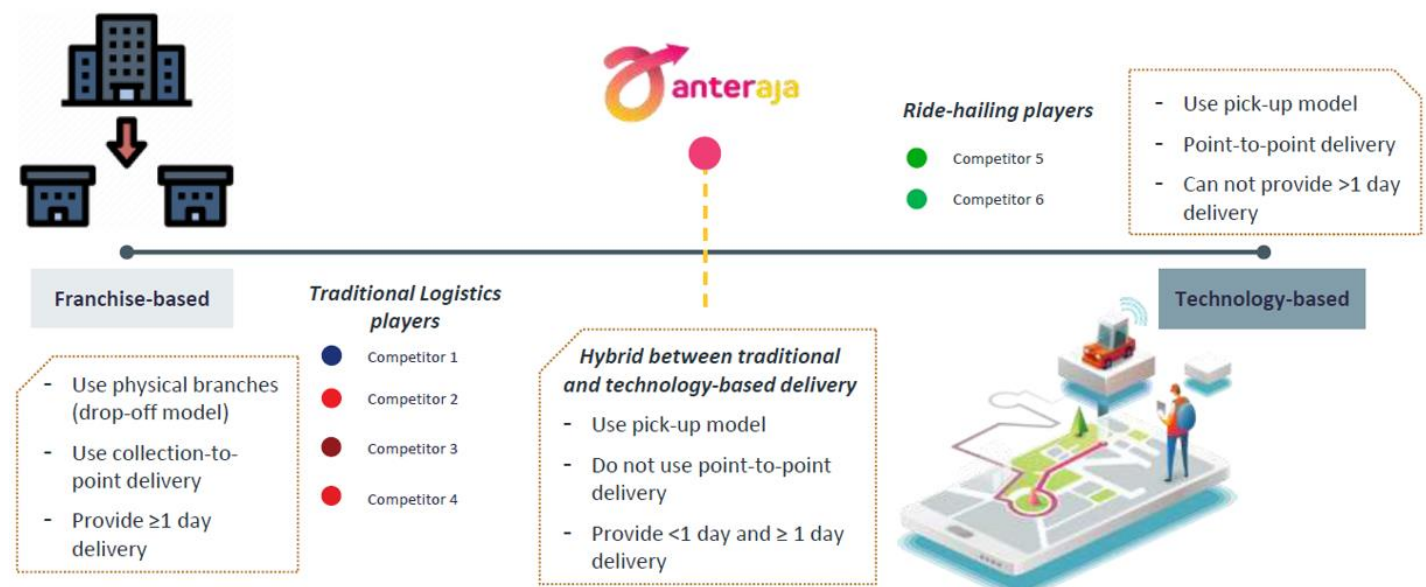 anteraja
Ride-hailing players
Competitor 5
Competitor 6
- Use pick-up model
- Point-to-point delivery
- Can not provide >1 day
delivery
Franchise-based
Technology-based
Traditional Logistics
players
Competitor 1
Competitor 2
Competitor 3
Competitor 4
- Use physical branches
(drop-off model)
- Use collection-to-
point delivery
- Provide ≥1 day
delivery
Hybrid between traditional
and technology-based delivery
- Use pick-up model
- Do not use point-to-point
delivery
- Provide <1 day and ≥ 1 day
delivery